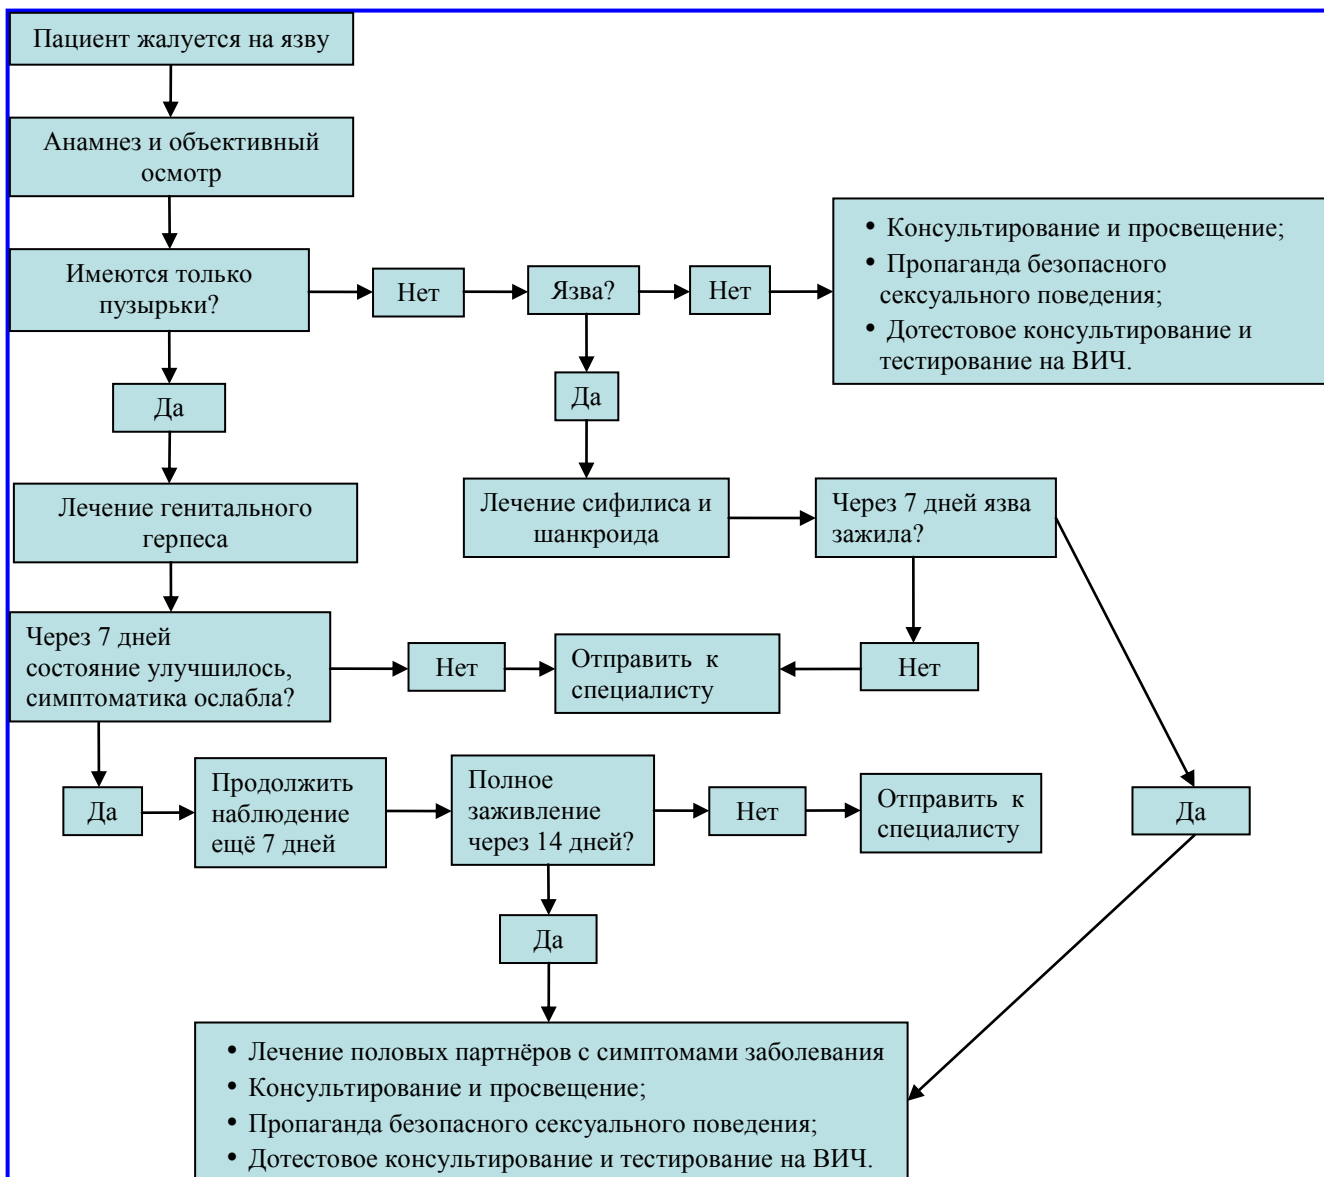 Пациент жалуется на язву
Анамнез и объективный
осмотр
Имеются только
пузырьки?
Нет
Язва?
Нет
• Консультирование и просвещение;
• Пропаганда безопасного
сексуального поведения;
• Дотестовое консультирование и
тестирование на ВИЧ.
Да
Да
Лечение генитального
герпеса
Лечение сифилиса и
шанкроида
Через 7 дней язва
зажила?
Через 7 дней
состояние улучшилось,
симптоматика ослабла?
Нет
Отправить к
специалисту
Нет
Да
Продолжить
наблюдение
ещё 7 дней
Полное
заживление
через 14 дней?
Нет
Отправить к
специалисту
Да
Да
• Лечение половых партнёров с симптомами заболевания
• Консультирование и просвещение;
• Пропаганда безопасного сексуального поведения;
• Дотестовое консультирование и тестирование на ВИЧ.